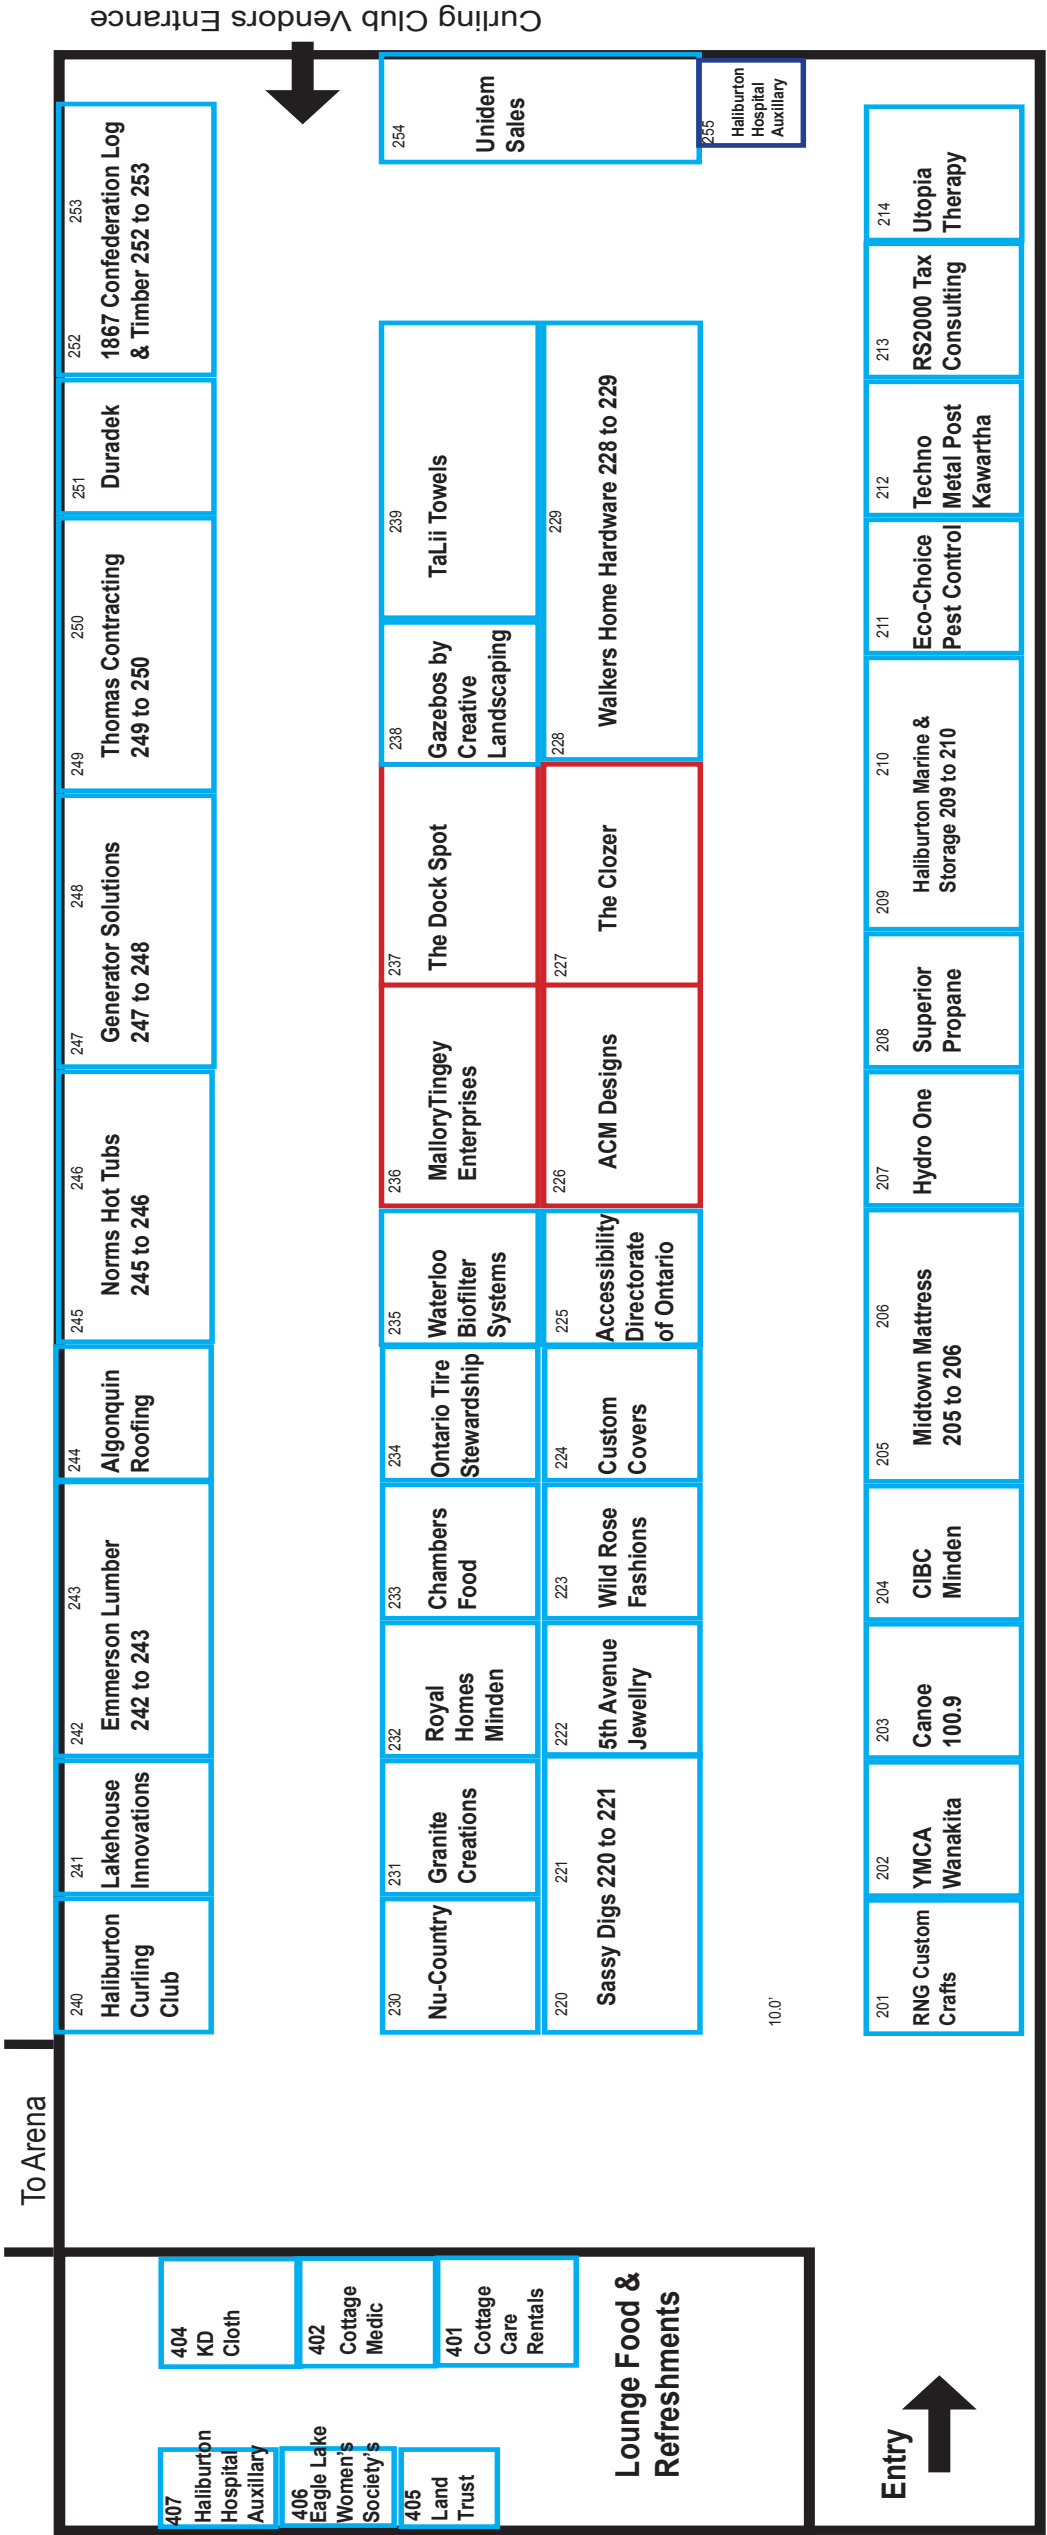 Curling Club Vendors Entrance
To Arena
240
Haliburton
Curling
Club
241
Lakehouse
Innovations
242
243
Emmerson Lumber
242 to 243
244
Algonquin
Roofing
245
246
Norms Hot Tubs
245 to 246
247
248
Generator Solutions
247 to 248
249
250
Thomas Contracting
249 to 250
251
Duradek
252
253
1867 Confederation Log
& Timber 252 to 253
254
Unidem
Sales
255
Haliburton
Hospital
Auxillary
230
Nu-Country
231
Granite
Creations
232
Royal
Homes
Minden
233
Chambers
Food
234
Ontario Tire
Stewardship
235
Waterloo
Biofilter
Systems
236
MalloryTingey
Enterprises
237
The Dock Spot
238
Gazebos by
Creative
Landscaping
239
TaLii Towels
220
221
Sassy Digs 220 to 221
222
5th Avenue
Jewellry
223
Wild Rose
Fashions
224
Custom
Covers
225
Accessibility
Directorate
of Ontario
226
ACM Designs
227
The Clozer
228
229
Walkers Home Hardware 228 to 229
10.0'
201
RNG Custom
Crafts
202
YMCA
Wanakita
203
Canoe
100.9
204
CIBC
Minden
205
206
Midtown Mattress
205 to 206
207
Hydro One
208
Superior
Propane
209
210
Haliburton Marine &
Storage 209 to 210
211
Eco-Choice
Pest Control
212
Techno
Metal Post
Kawartha
213
RS2000 Tax
Consulting
214
Utopia
Therapy
407
Haliburton
Hospital
Auxillary
406
Eagle Lake
Women's
Society's
405
Land
Trust
404
KD
Cloth
402
Cottage
Medic
401
Cottage
Care
Rentals
Lounge Food &
Refreshments
Entry